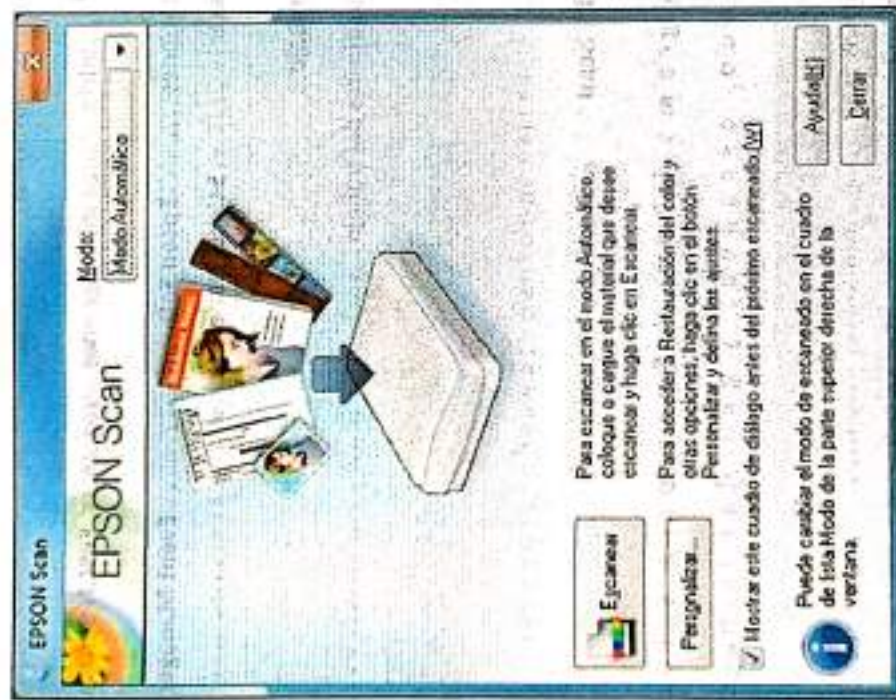 EPSON Scan
EPSON Scan
Modo:
Modo Automático
Escanear
Para escanear en el modo Automático,
coloque o cargue el material que desee
escanear y haga clic en Escanear.
Personalizar...
Para acceder a Restauración del color y
otras opciones, haga clic en el botón
Personalizar y defina los ajustes.
Mostrar este cuadro de diálogo antes del próximo escaneado.(W)
Puede cambiar el modo de escaneado en el cuadro
de lista Modo de la parte superior derecha de la
ventana.
Ayuda(H)
Cerrar